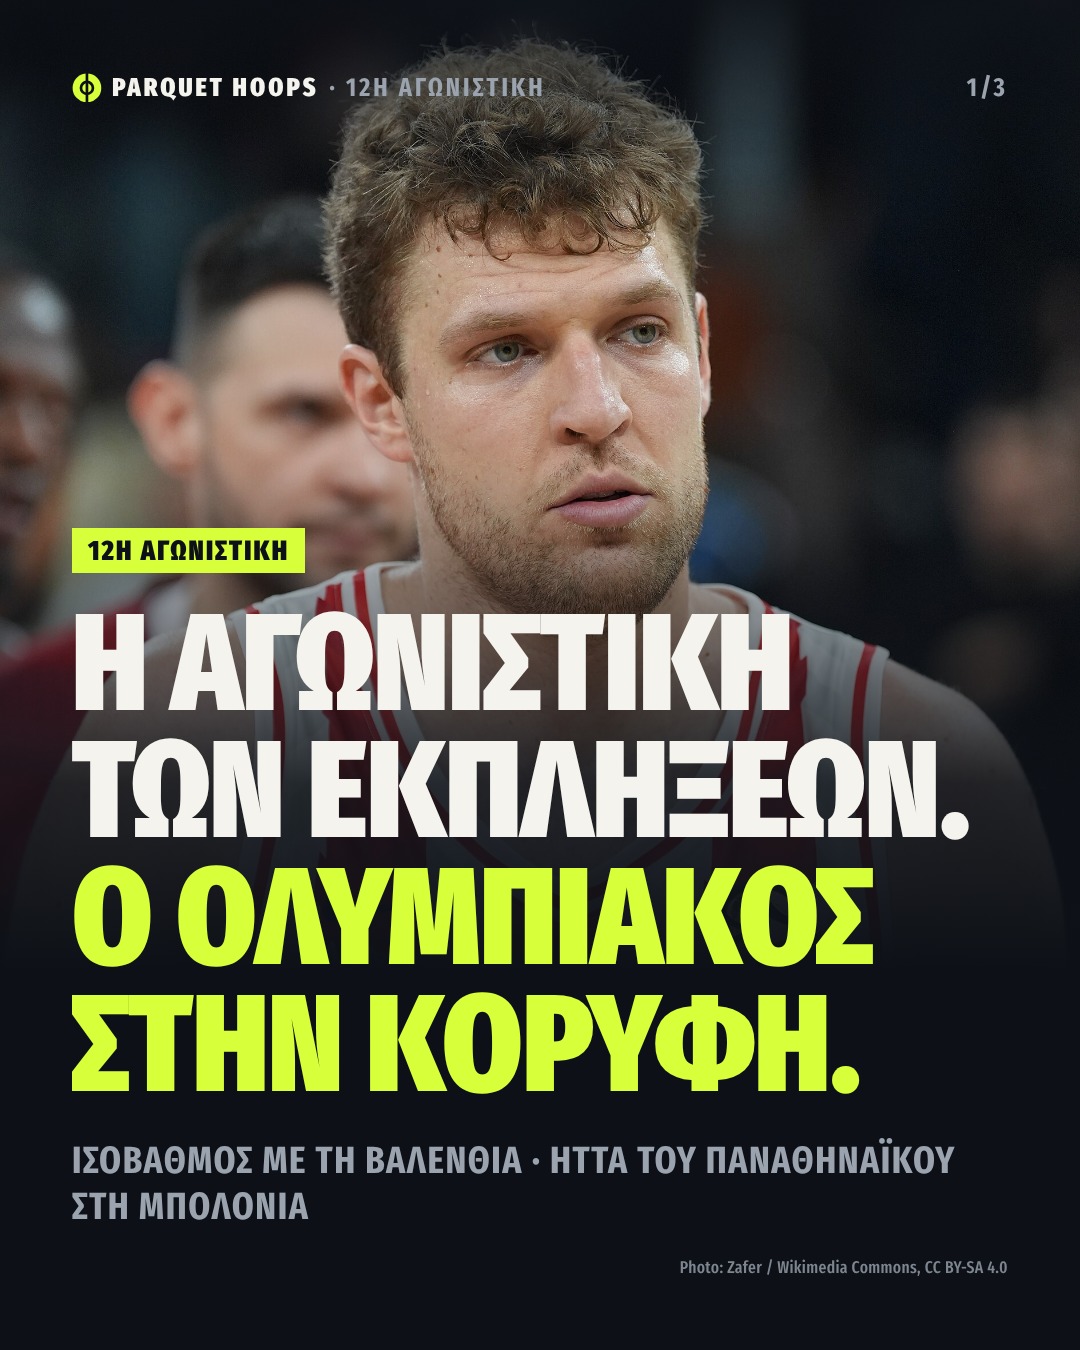 PARQUET HOOPS · 12Η ΑΓΩΝΙΣΤΙΚΗ
1/3
12Η ΑΓΩΝΙΣΤΙΚΗ
Η ΑΓΩΝΙΣΤΙΚΗ
ΤΩΝ ΕΚΠΛΗΞΕΩΝ.
Ο ΟΛΥΜΠΙΑΚΟΣ
ΣΤΗΝ ΚΟΡΥΦΗ.
ΙΣΟΒΑΘΜΟΣ ΜΕ ΤΗ ΒΑΛΕΝΘΙΑ · ΗΤΤΑ ΤΟΥ ΠΑΝΑΘΗΝΑΪΚΟΥ
ΣΤΗ ΜΠΟΛΟΝΙΑ
Photo: Zafer / Wikimedia Commons, CC BY-SA 4.0